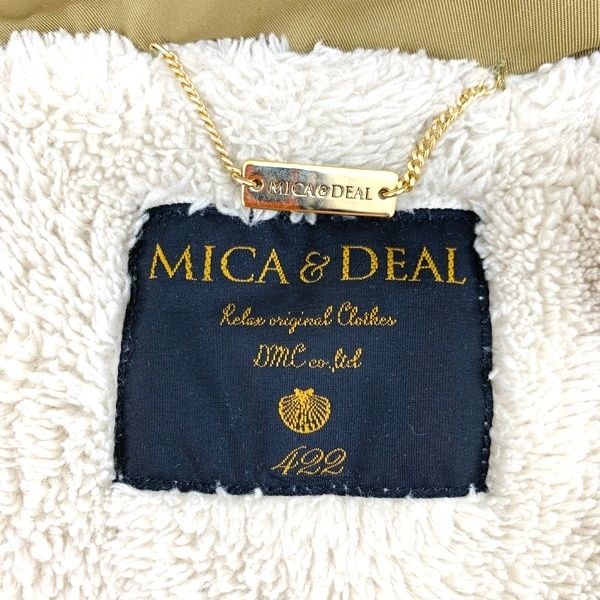 MICA&DEAL
MICA & DEAL
Relax original Clothes
DMC co., ltd
422